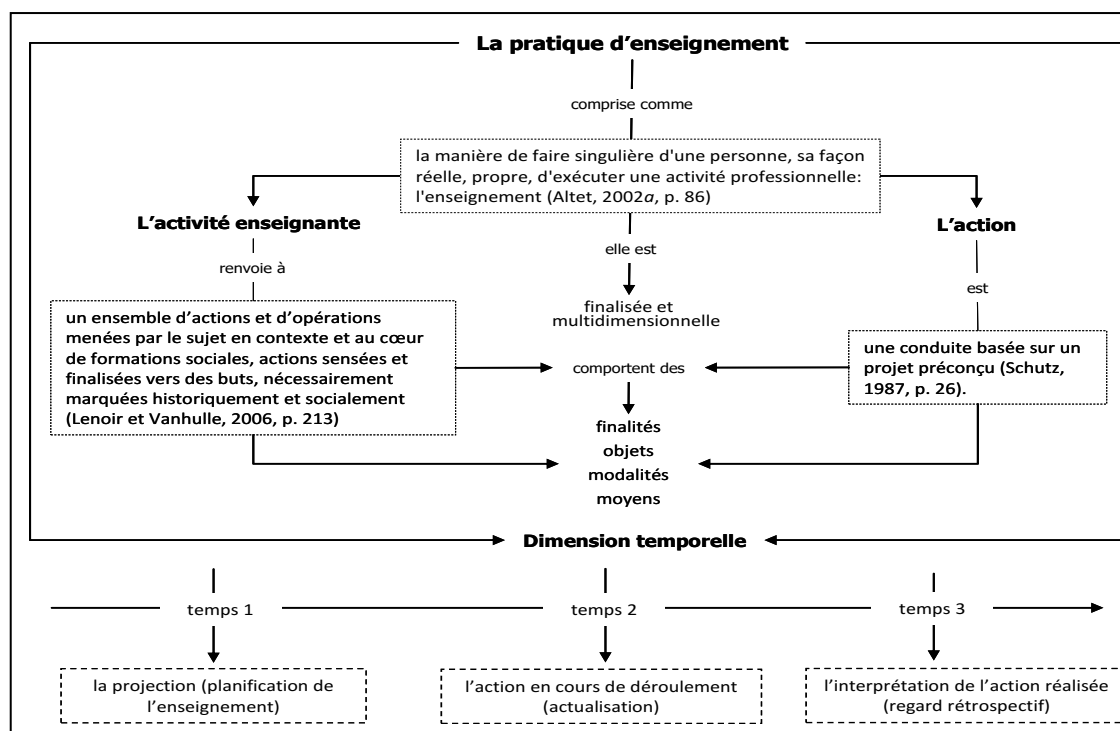 La pratique d’enseignement
comprise comme
la manière de faire singulière d'une personne, sa façon
réelle, propre, d'exécuter une activité professionnelle:
l'enseignement (Altet, 2002a, p. 86)
L’activité enseignante
renvoie à
un ensemble d’actions et d’opérations
menées par le sujet en contexte et au cœur
de formations sociales, actions sensées et
finalisées vers des buts, nécessairement
marquées historiquement et socialement
(Lenoir et Vanhulle, 2006, p. 213)
elle est
finalisée et
multidimensionnelle
comportent des
finalités
objets
modalités
moyens
L’action
est
une conduite basée sur un
projet préconçu (Schutz,
1987, p. 26).
Dimension temporelle
temps 1
temps 2
temps 3
la projection (planification de
l’enseignement)
l’action en cours de déroulement
(actualisation)
l’interprétation de l’action réalisée
(regard rétrospectif)